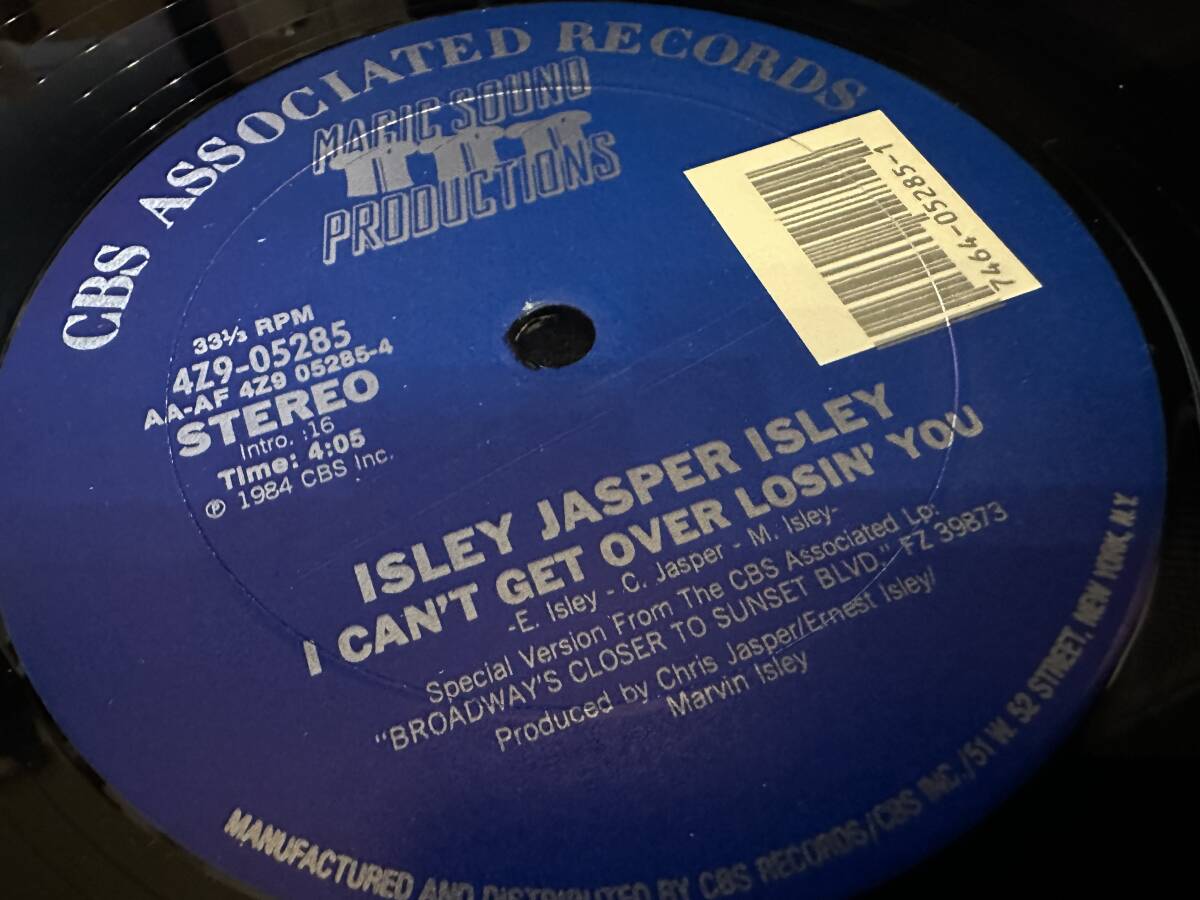 CBS ASSOCIATED RECORDS
MAGIC SOUND
PRODUCTIONS
7464-05285-1
33⅓ RPM
4Z9-05285
AA-AF 4Z9 05285-4
STEREO
Intro. :16
Time: 4:05
℗ 1984 CBS Inc.
ISLEY JASPER ISLEY
I CAN'T GET OVER LOSIN' YOU
-E. Isley - C. Jasper - M. Isley-
Special Version From The CBS Associated Lp:
"BROADWAY'S CLOSER TO SUNSET BLVD." FZ 39873
Produced by Chris Jasper/Ernest Isley/
Marvin Isley
MANUFACTURED AND DISTRIBUTED BY CBS RECORDS/CBS INC./51 W. 52 STREET, NEW YORK, N.Y.